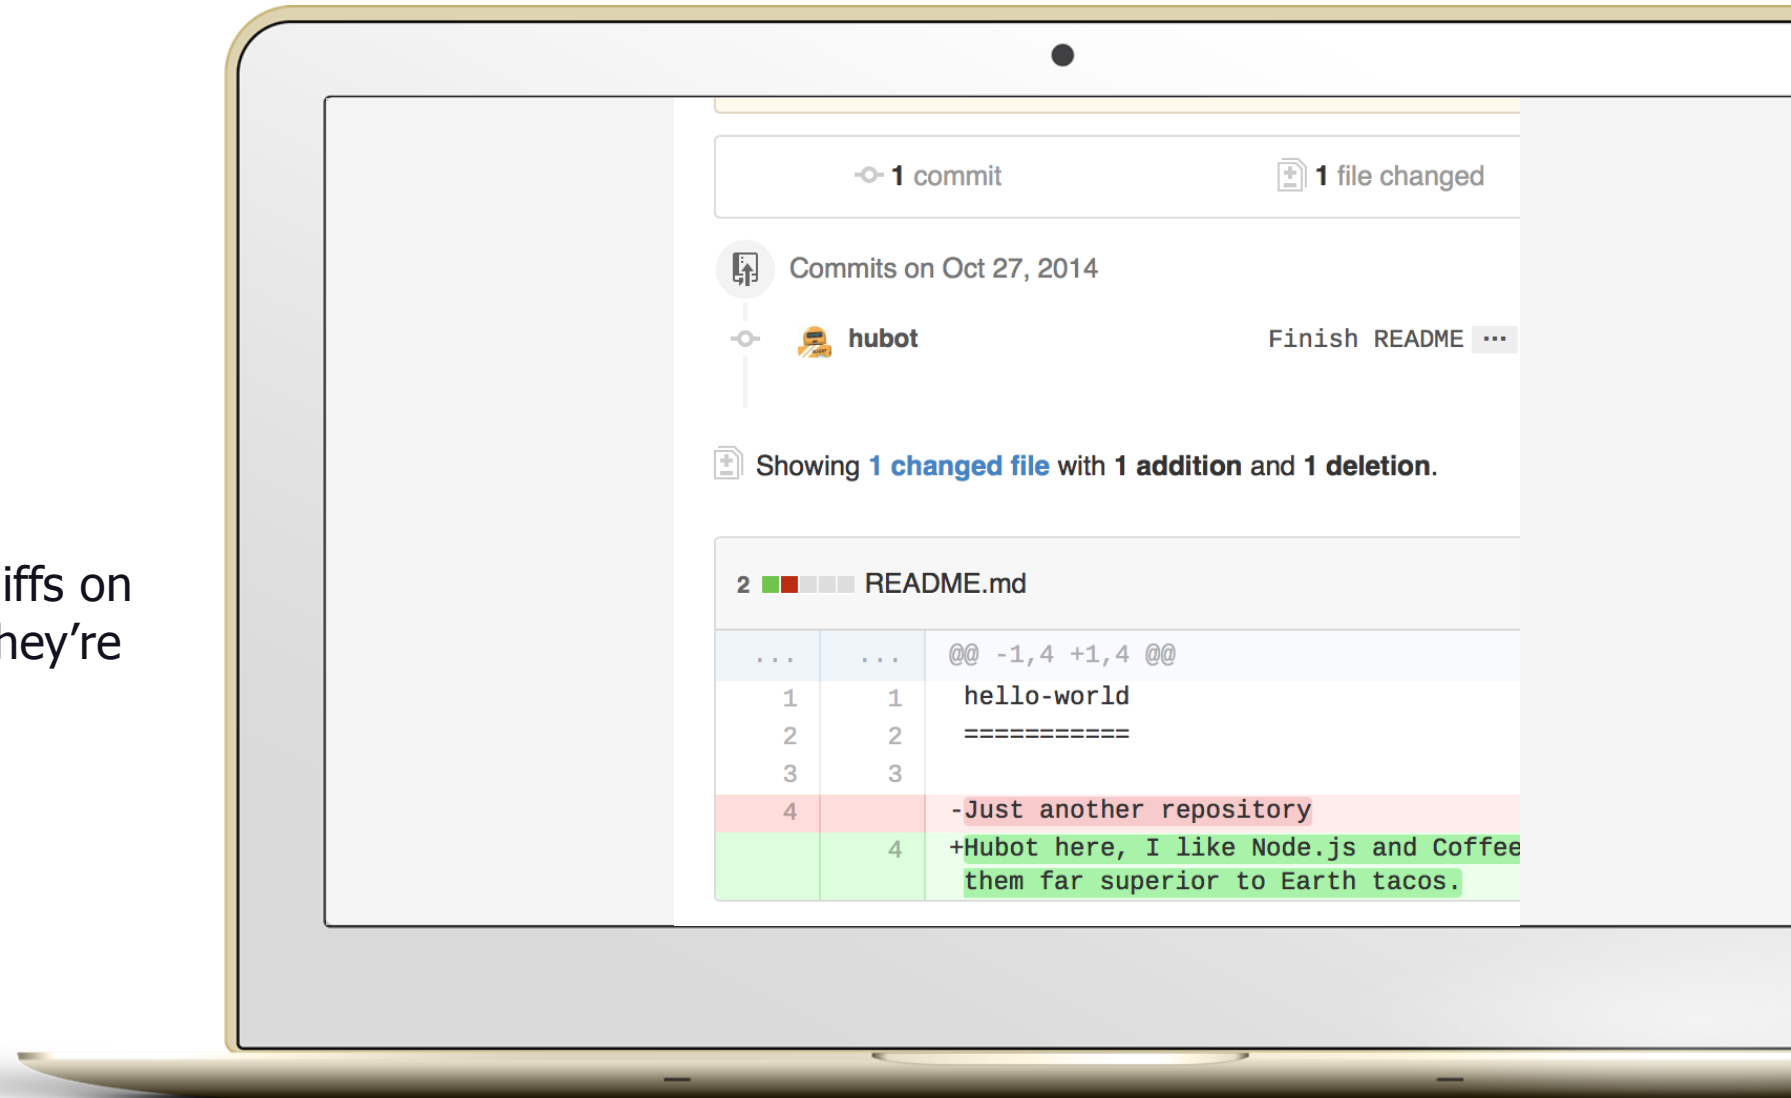 1 commit
1 file changed
Commits on Oct 27, 2014
hubot
Finish README ...
Showing 1 changed file with 1 addition and 1 deletion.
iffs on
hey’re
2 README.md
... ... @@ -1,4 +1,4 @@
1 1 hello-world
2 2 ===========
3 3
4 -Just another repository
4 +Hubot here, I like Node.js and Coffee
them far superior to Earth tacos.